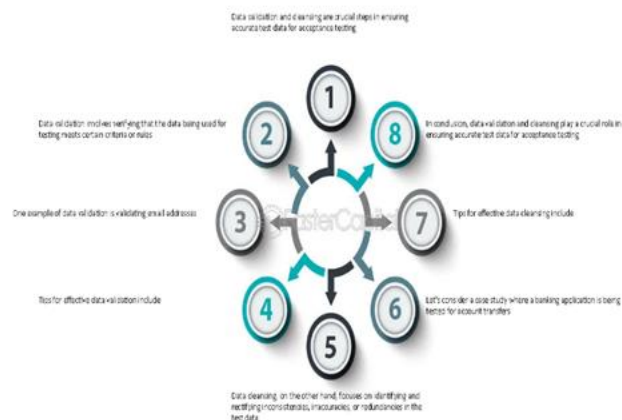 Data validation and cleansing are crucial steps in ensuring
accurate test data for acceptance testing
1
Data validation involves verifying that the data being used for
testing meets certain criteria or rules
2
8
In conclusion, data validation and cleansing play a crucial role in
ensuring accurate test data for acceptance testing
One example of data validation is validating email addresses
3
FasterCapital
7
Tips for effective data cleansing include
Tips for effective data validation include
4
6
Let's consider a case study where a banking application is being
tested for account transfers
5
Data cleansing, on the other hand, focuses on identifying and
rectifying inconsistencies, inaccuracies, or redundancies in the
test data